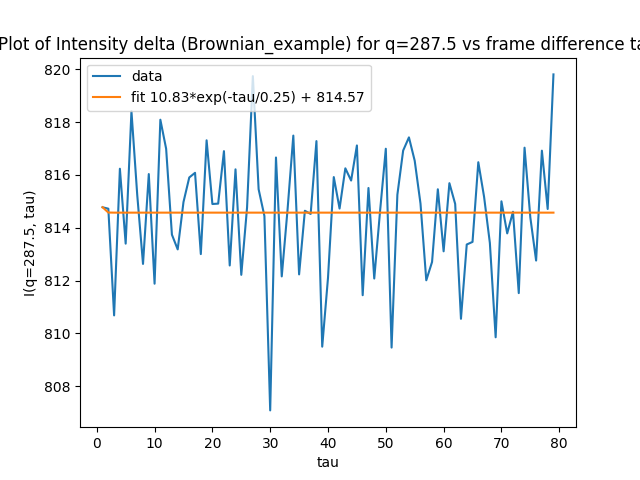 Plot of Intensity delta (Brownian_example) for q=287.5 vs frame difference ta
data
fit 10.83*exp(-tau/0.25) + 814.57
I(q=287.5, tau)
820
818
816
814
812
810
808
0 10 20 30 40 50 60 70 80
tau